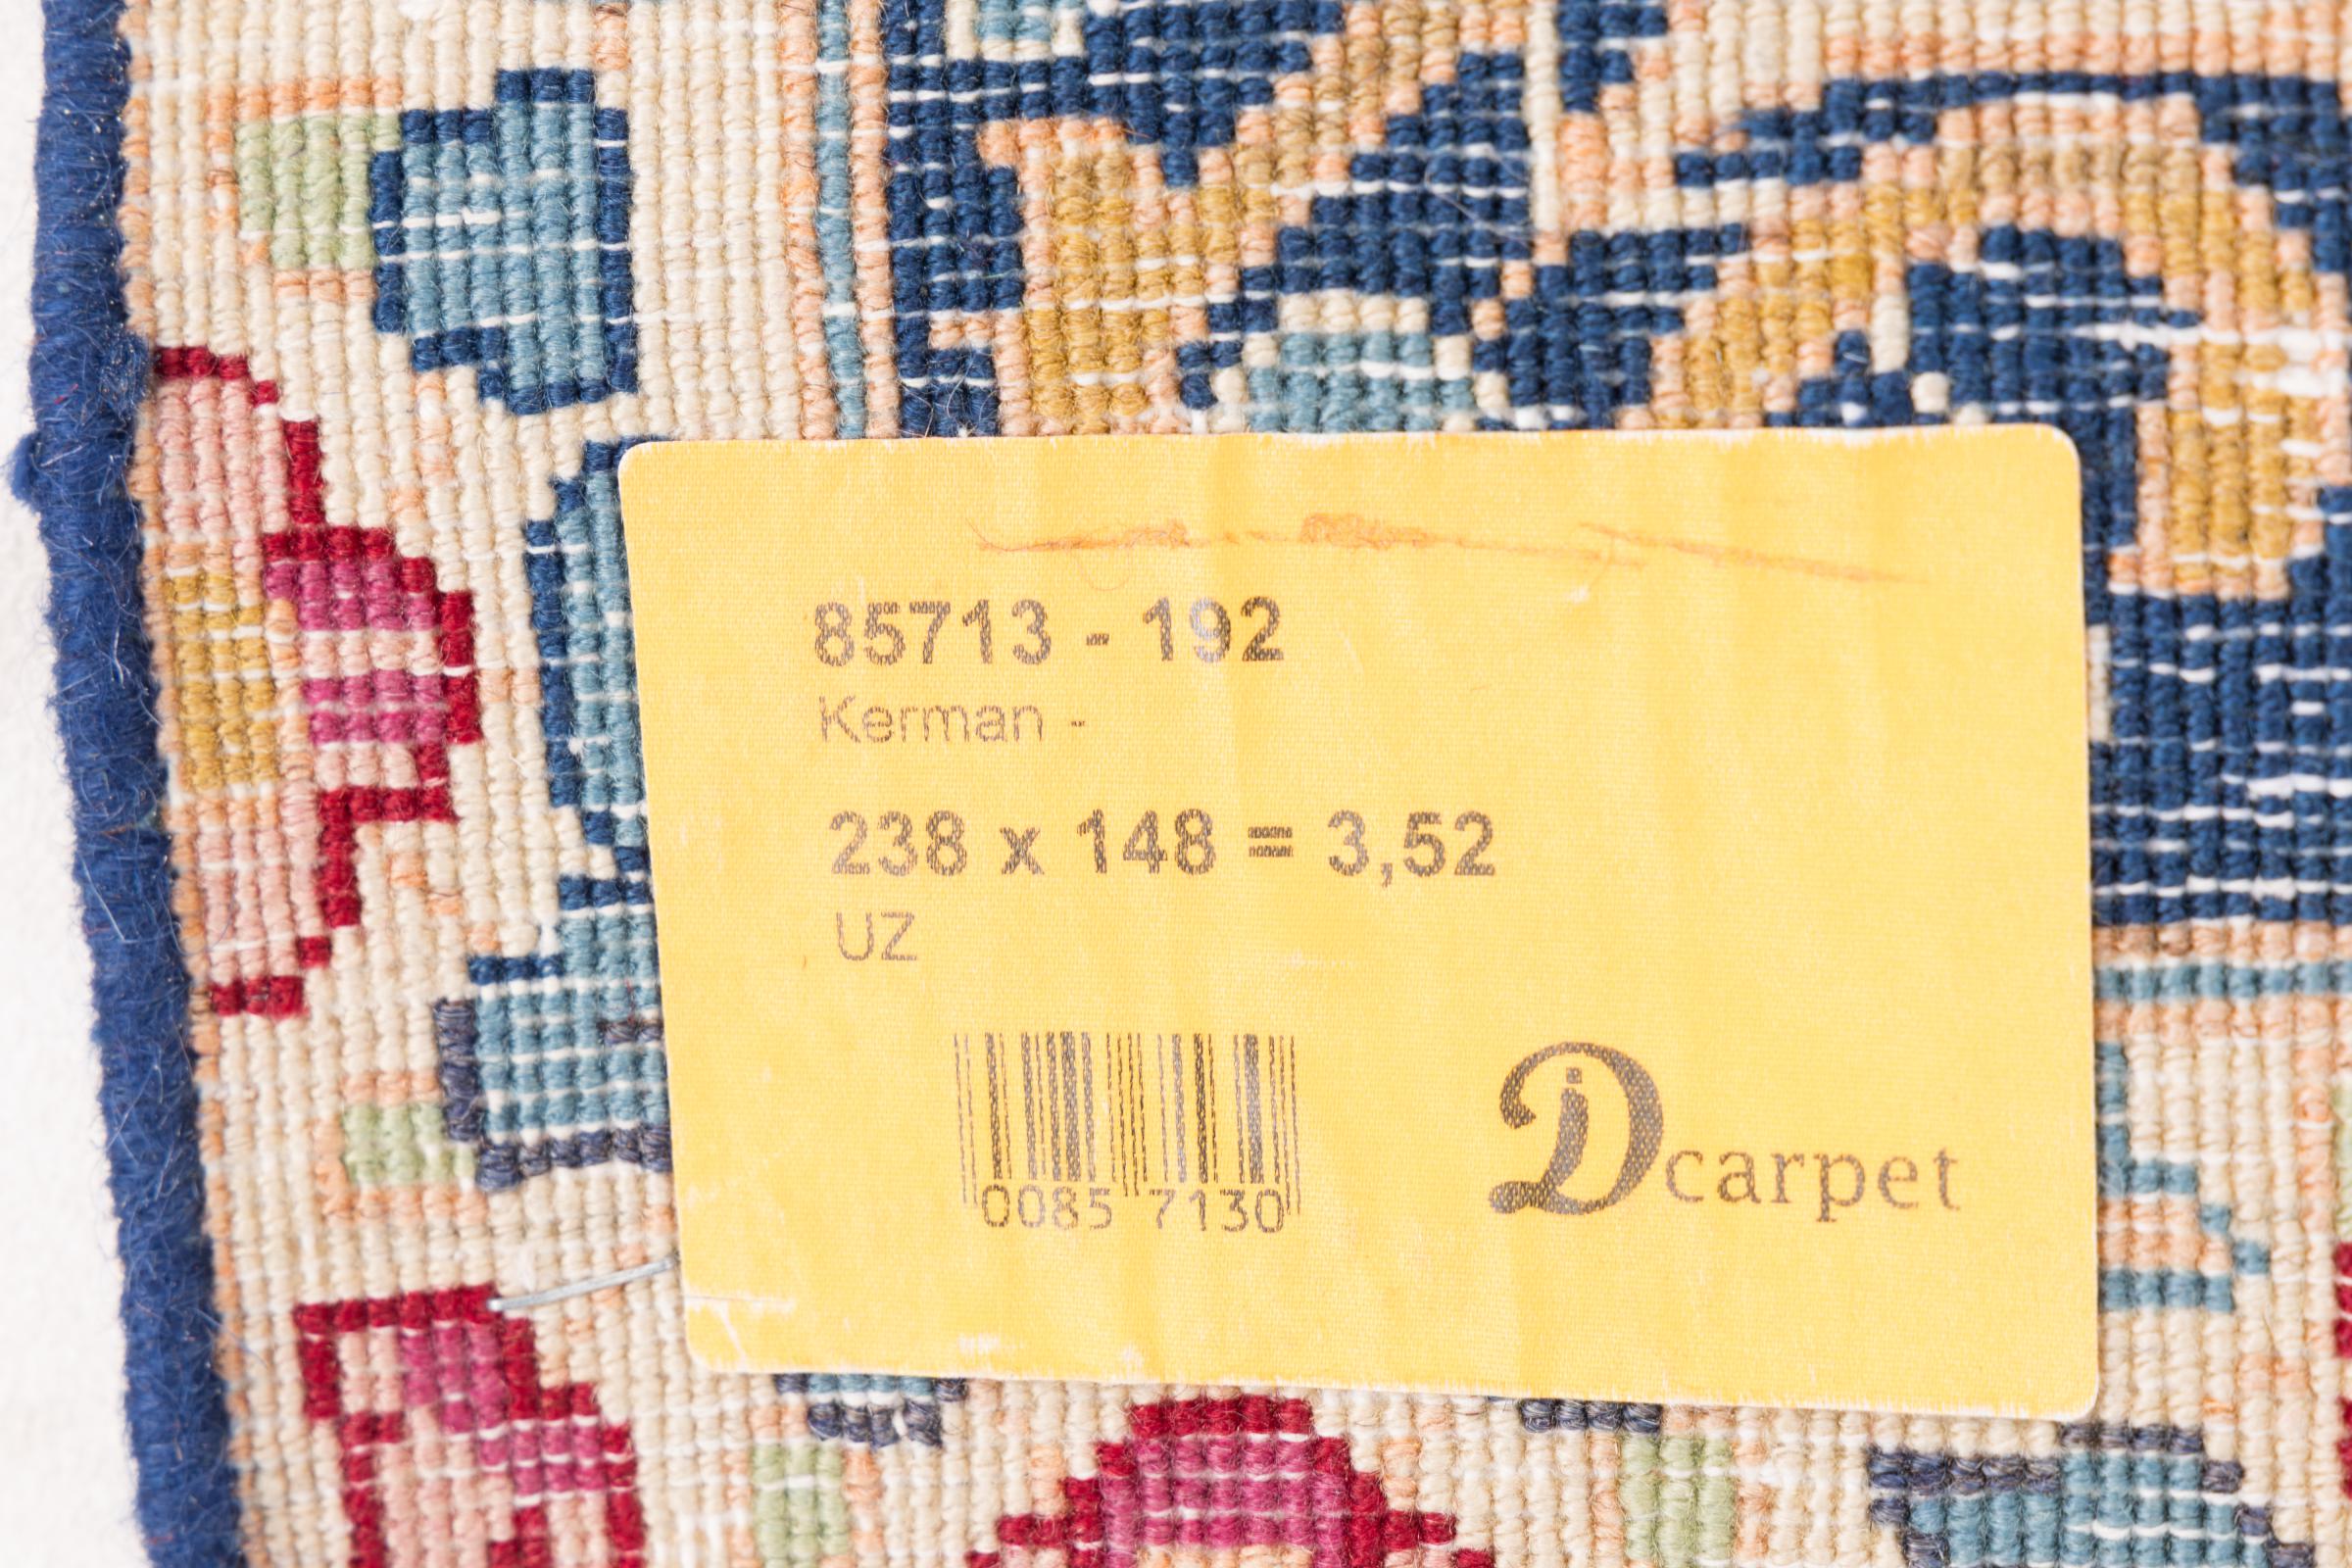 85713 - 192
Kerman -
238 x 148 = 3,52
UZ
0085 7130
Dcarpet